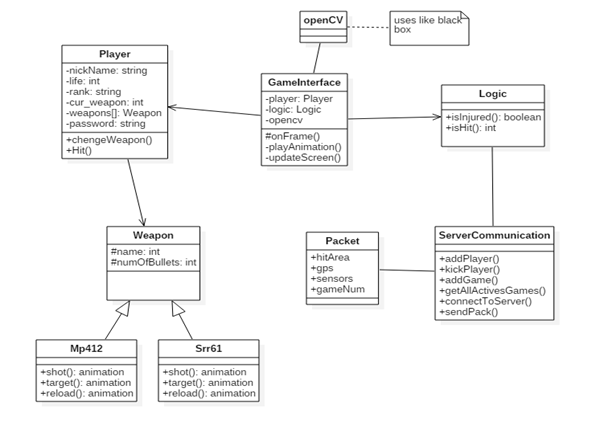 openCV
uses like black
box
Player
-nickName: string
-life: int
-rank: string
-cur_weapon: int
-weapons[]: Weapon
-password: string
+chengeWeapon()
+Hit()
GameInterface
-player: Player
-logic: Logic
-opencv
#onFrame()
-playAnimation()
-updateScreen()
Logic
+isInjured(): boolean
+isHit(): int
Weapon
#name: int
#numOfBullets: int
Packet
+hitArea
+gps
+sensors
+gameNum
ServerCommunication
+addPlayer()
+kickPlayer()
+addGame()
+getAllActivesGames()
+connectToServer()
+sendPack()
Mp412
+shot(): animation
+target(): animation
+reload(): animation
Srr61
+shot(): animation
+target(): animation
+reload(): animation